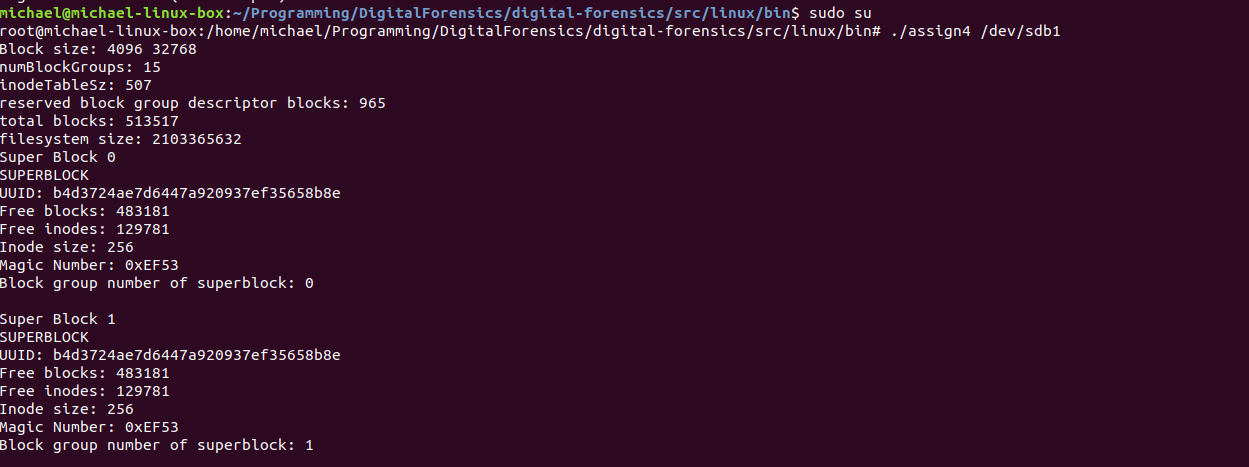 michael@michael-linux-box:~/Programming/DigitalForensics/digital-forensics/src/linux/bin$ sudo su
root@michael-linux-box:/home/michael/Programming/DigitalForensics/digital-forensics/src/linux/bin# ./assign4 /dev/sdb1
Block size: 4096 32768
numBlockGroups: 15
inodeTableSz: 507
reserved block group descriptor blocks: 965
total blocks: 513517
filesystem size: 2103365632
Super Block 0
SUPERBLOCK
UUID: b4d3724ae7d6447a920937ef35658b8e
Free blocks: 483181
Free inodes: 129781
Inode size: 256
Magic Number: 0xEF53
Block group number of superblock: 0
Super Block 1
SUPERBLOCK
UUID: b4d3724ae7d6447a920937ef35658b8e
Free blocks: 483181
Free inodes: 129781
Inode size: 256
Magic Number: 0xEF53
Block group number of superblock: 1